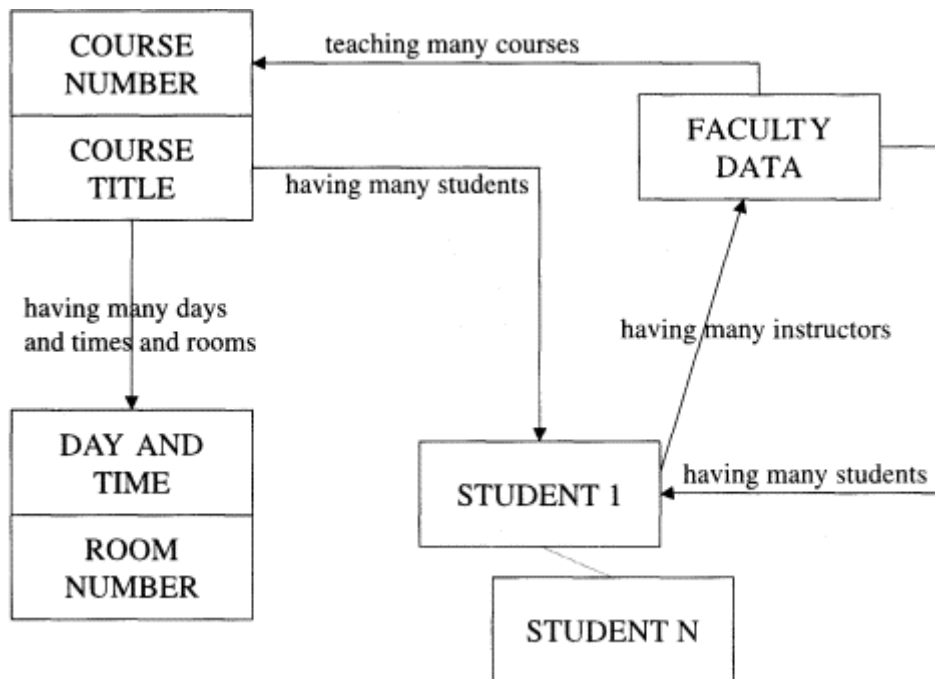 COURSE
NUMBER
teaching many courses
FACULTY
DATA
COURSE
TITLE
having many students
having many days
and times and rooms
having many instructors
DAY AND
TIME
STUDENT 1
having many students
ROOM
NUMBER
STUDENT N